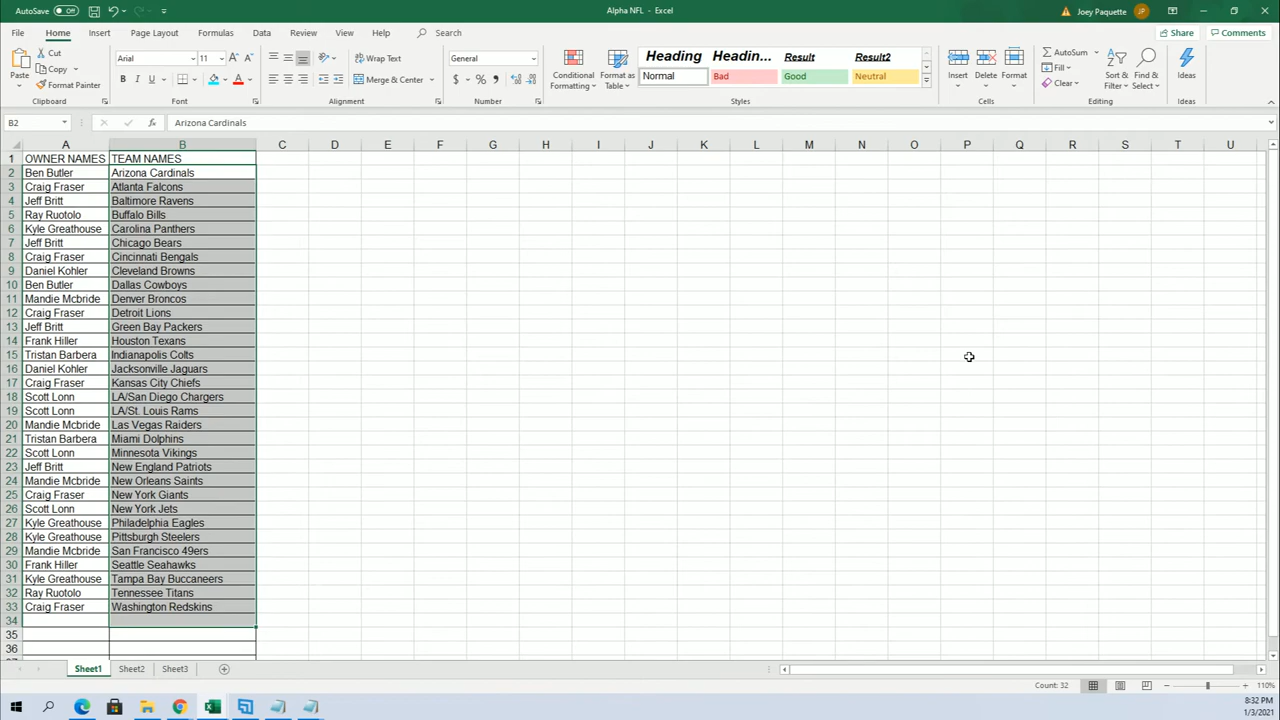 AutoSave Off
Alpha NFL - Excel
Joey Paquette JP
File Home Insert Page Layout Formulas Data Review View Help Search Share Comments
Paste Cut Copy Format Painter
Arial 11 B I U
Wrap Text Merge & Center
General $ % ,
Conditional Formatting Format as Table
Heading Headin... Result Result2
Normal Bad Good Neutral
Insert Delete Format
AutoSum Fill Clear
Sort & Filter Find & Select Ideas
Clipboard Font Alignment Number Styles Cells Editing Ideas
B2 fx Arizona Cardinals
A B C D E F G H I J K L M N O P Q R S T U
1 OWNER NAMES TEAM NAMES
2 Ben Butler Arizona Cardinals
3 Craig Fraser Atlanta Falcons
4 Jeff Britt Baltimore Ravens
5 Ray Ruotolo Buffalo Bills
6 Kyle Greathouse Carolina Panthers
7 Jeff Britt Chicago Bears
8 Craig Fraser Cincinnati Bengals
9 Daniel Kohler Cleveland Browns
10 Ben Butler Dallas Cowboys
11 Mandie Mcbride Denver Broncos
12 Craig Fraser Detroit Lions
13 Jeff Britt Green Bay Packers
14 Frank Hiller Houston Texans
15 Tristan Barbera Indianapolis Colts
16 Daniel Kohler Jacksonville Jaguars
17 Craig Fraser Kansas City Chiefs
18 Scott Lonn LA/San Diego Chargers
19 Scott Lonn LA/St. Louis Rams
20 Mandie Mcbride Las Vegas Raiders
21 Tristan Barbera Miami Dolphins
22 Scott Lonn Minnesota Vikings
23 Jeff Britt New England Patriots
24 Mandie Mcbride New Orleans Saints
25 Craig Fraser New York Giants
26 Scott Lonn New York Jets
27 Kyle Greathouse Philadelphia Eagles
28 Kyle Greathouse Pittsburgh Steelers
29 Mandie Mcbride San Francisco 49ers
30 Frank Hiller Seattle Seahawks
31 Kyle Greathouse Tampa Bay Buccaneers
32 Ray Ruotolo Tennessee Titans
33 Craig Fraser Washington Redskins
34
35
36
Sheet1 Sheet2 Sheet3
Count: 32 110%
8:32 PM
1/3/2021